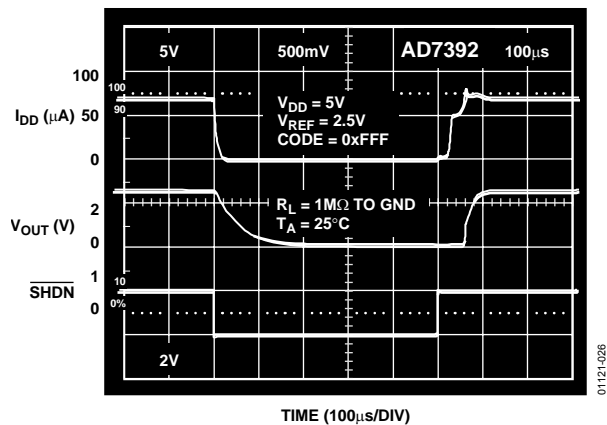 5V 500mV AD7392 100μs
100
100
90
I_DD (μA) 50
V_DD = 5V
V_REF = 2.5V
CODE = 0xFFF
0
2
V_OUT (V)
R_L = 1MΩ TO GND
T_A = 25°C
0
1
10
SHDN
0%
0
2V
TIME (100μs/DIV)
01121-026